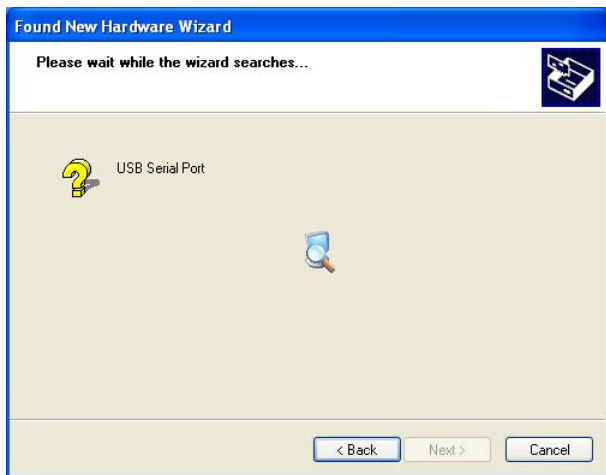 Found New Hardware Wizard
Please wait while the wizard searches...
USB Serial Port
< Back
Next >
Cancel